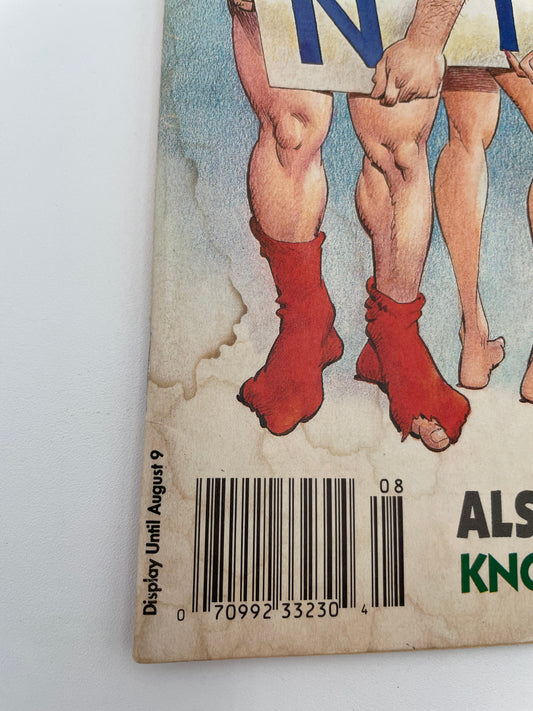 N
Display Until August 9
08
ALS
KNO
0 70992 33230 4